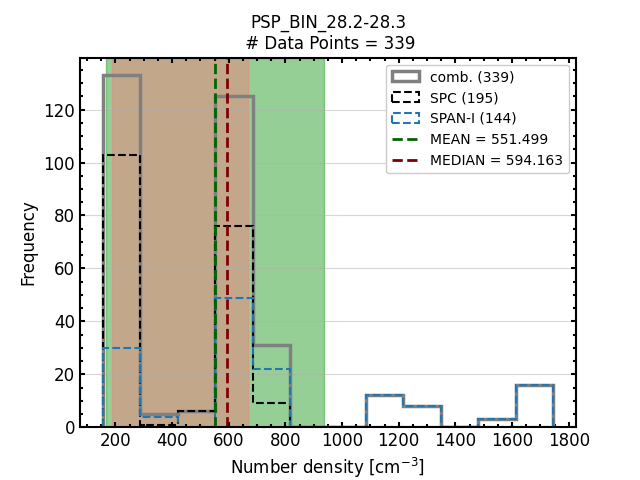 PSP_BIN_28.2-28.3
# Data Points = 339
comb. (339)
SPC (195)
SPAN-I (144)
MEAN = 551.499
MEDIAN = 594.163
Frequency
120
100
80
60
40
20
0
200 400 600 800 1000 1200 1400 1600 1800
Number density [cm⁻³]